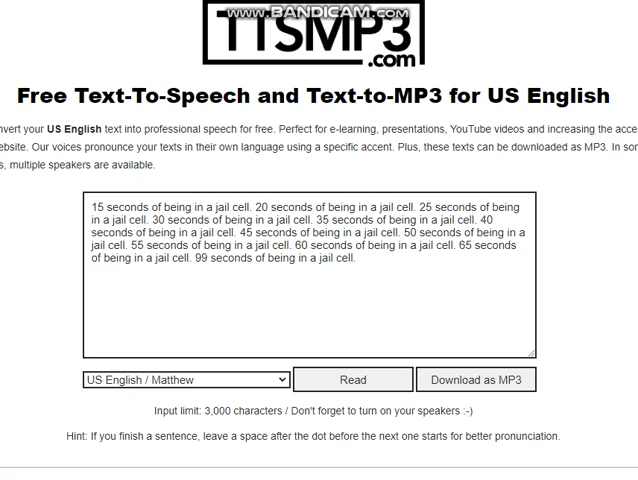 www.BANDICAM.com
TTSMP3
.com
Free Text-To-Speech and Text-to-MP3 for US English
nvert your US English text into professional speech for free. Perfect for e-learning, presentations, YouTube videos and increasing the acce
ebsite. Our voices pronounce your texts in their own language using a specific accent. Plus, these texts can be downloaded as MP3. In som
s, multiple speakers are available.
15 seconds of being in a jail cell. 20 seconds of being in a jail cell. 25 seconds of being
in a jail cell. 30 seconds of being in a jail cell. 35 seconds of being in a jail cell. 40
seconds of being in a jail cell. 45 seconds of being in a jail cell. 50 seconds of being in a
jail cell. 55 seconds of being in a jail cell. 60 seconds of being in a jail cell. 65 seconds
of being in a jail cell. 99 seconds of being in a jail cell.
US English / Matthew
Read
Download as MP3
Input limit: 3,000 characters / Don't forget to turn on your speakers :-)
Hint: If you finish a sentence, leave a space after the dot before the next one starts for better pronunciation.